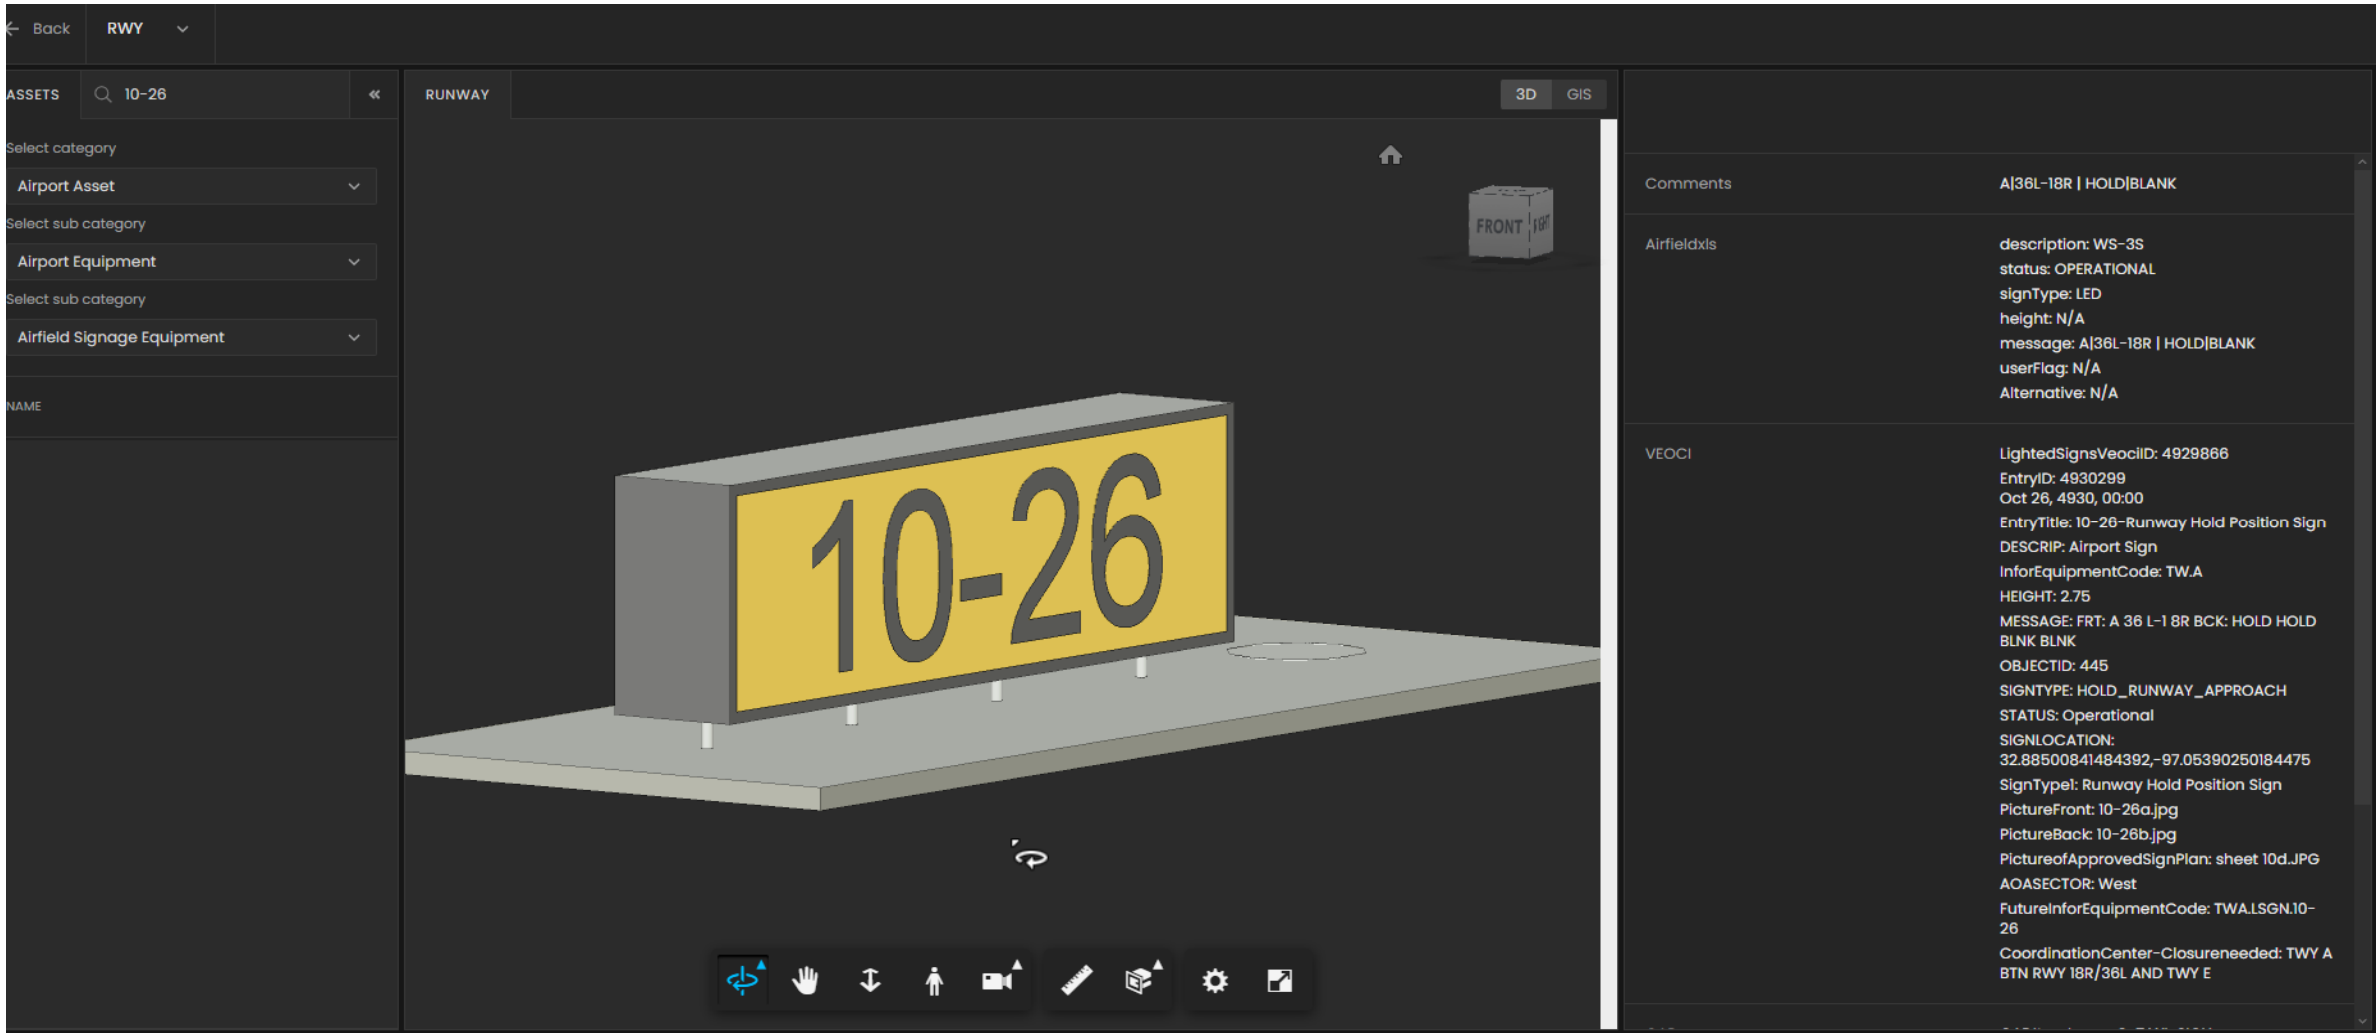 Back
RWY
ASSETS
10-26
Select category
Airport Asset
Select sub category
Airport Equipment
Select sub category
Airfield Signage Equipment
NAME
RUNWAY
3D
GIS
FRONT
RIGHT
10-26
Comments
A|36L-18R | HOLD|BLANK
Airfieldxls
description: WS-3S
status: OPERATIONAL
signType: LED
height: N/A
message: A|36L-18R | HOLD|BLANK
userFlag: N/A
Alternative: N/A
VEOCI
LightedSignsVeociID: 4929866
EntryID: 4930299
Oct 26, 4930, 00:00
EntryTitle: 10-26-Runway Hold Position Sign
DESCRIP: Airport Sign
InforEquipmentCode: TW.A
HEIGHT: 2.75
MESSAGE: FRT: A 36 L-1 8R BCK: HOLD HOLD
BLNK BLNK
OBJECTID: 445
SIGNTYPE: HOLD_RUNWAY_APPROACH
STATUS: Operational
SIGNLOCATION:
32.88500841484392,-97.05390250184475
SignType1: Runway Hold Position Sign
PictureFront: 10-26a.jpg
PictureBack: 10-26b.jpg
PictureofApprovedSignPlan: sheet 10d.JPG
AOASECTOR: West
FutureInforEquipmentCode: TWA.LSGN.10-
26
CoordinationCenter-Closureneeded: TWY A
BTN RWY 18R/36L AND TWY E